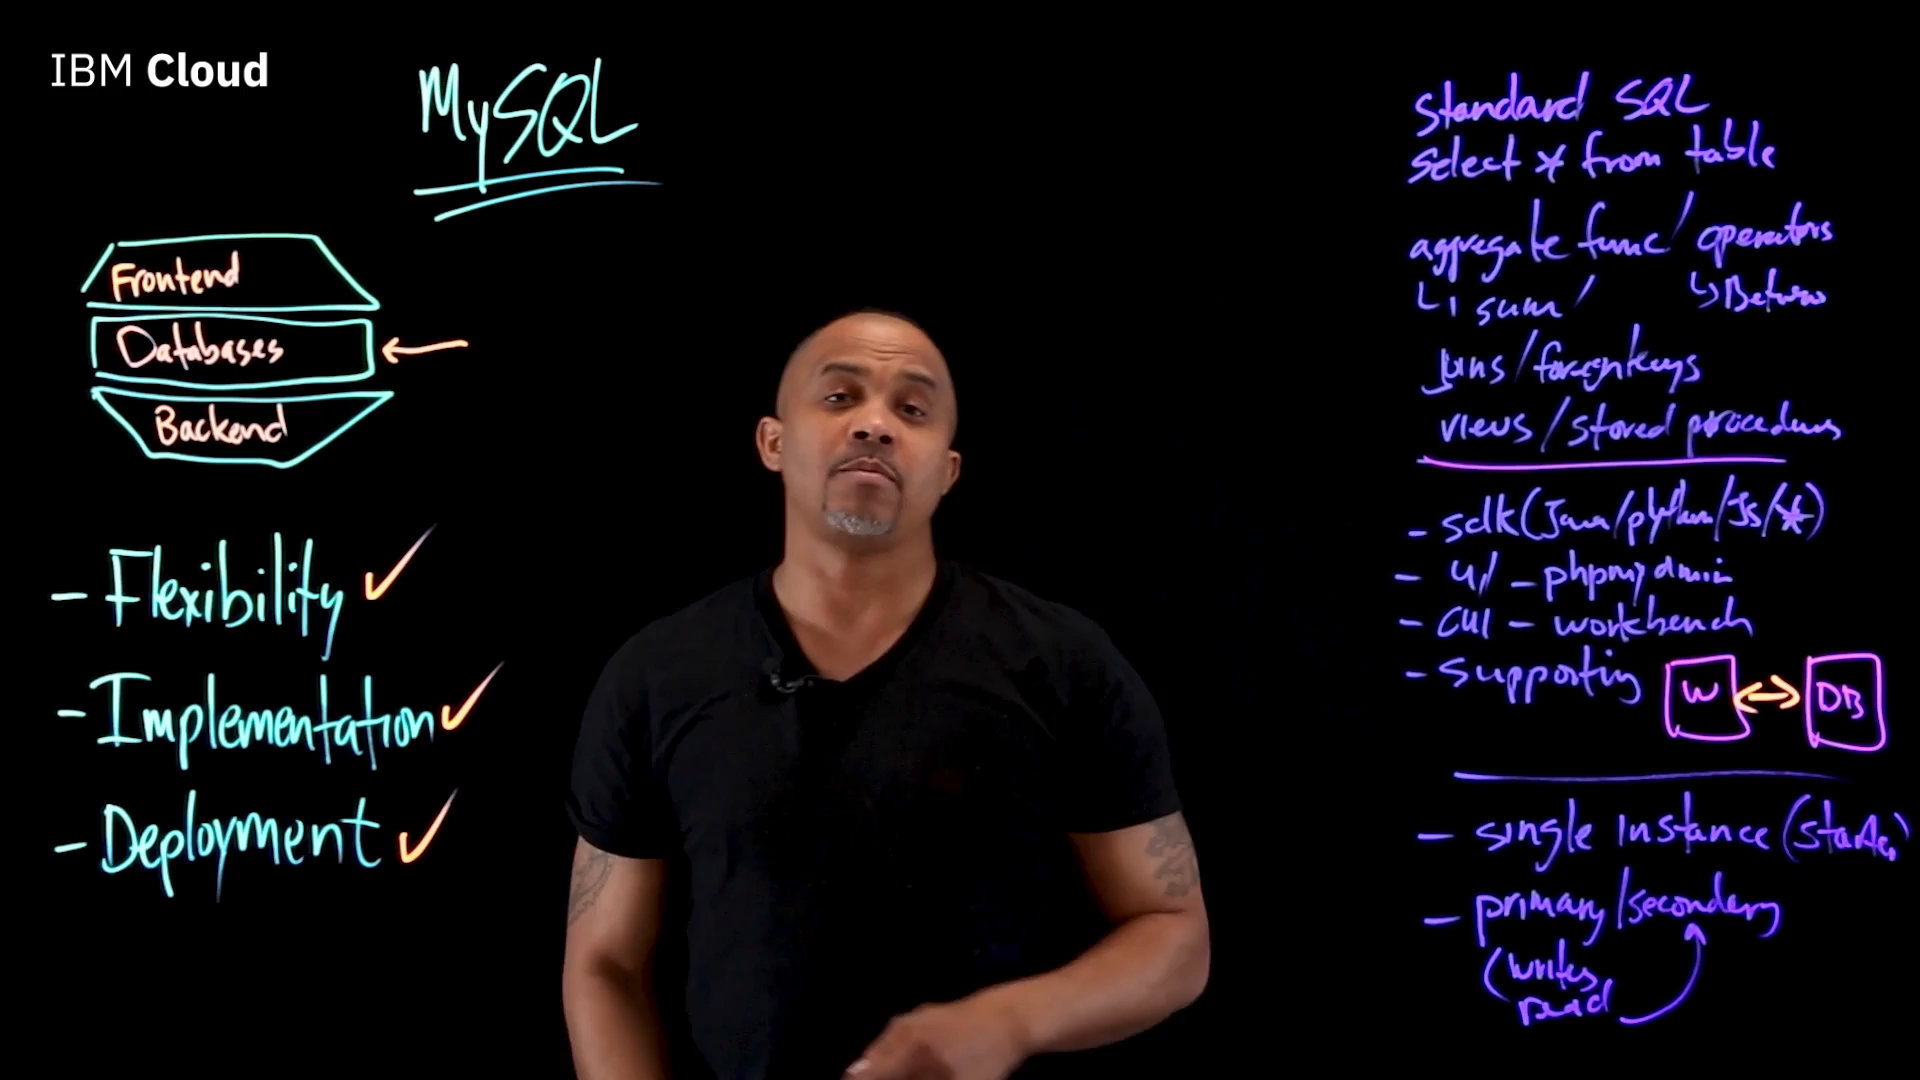 IBM Cloud
MySQL
Frontend
Databases
Backend
- Flexibility ✓
- Implementation ✓
- Deployment ✓
Standard SQL
Select * from table
aggregate func / operators
↳ sum / ↳ Between
joins / foreign keys
views / stored procedures
- sdk (Java/python/Js/*)
- UI - phpmyadmin
- GUI - workbench
- supporting W ↔ DB
- single instance (starter)
- primary/secondary
(writes
read